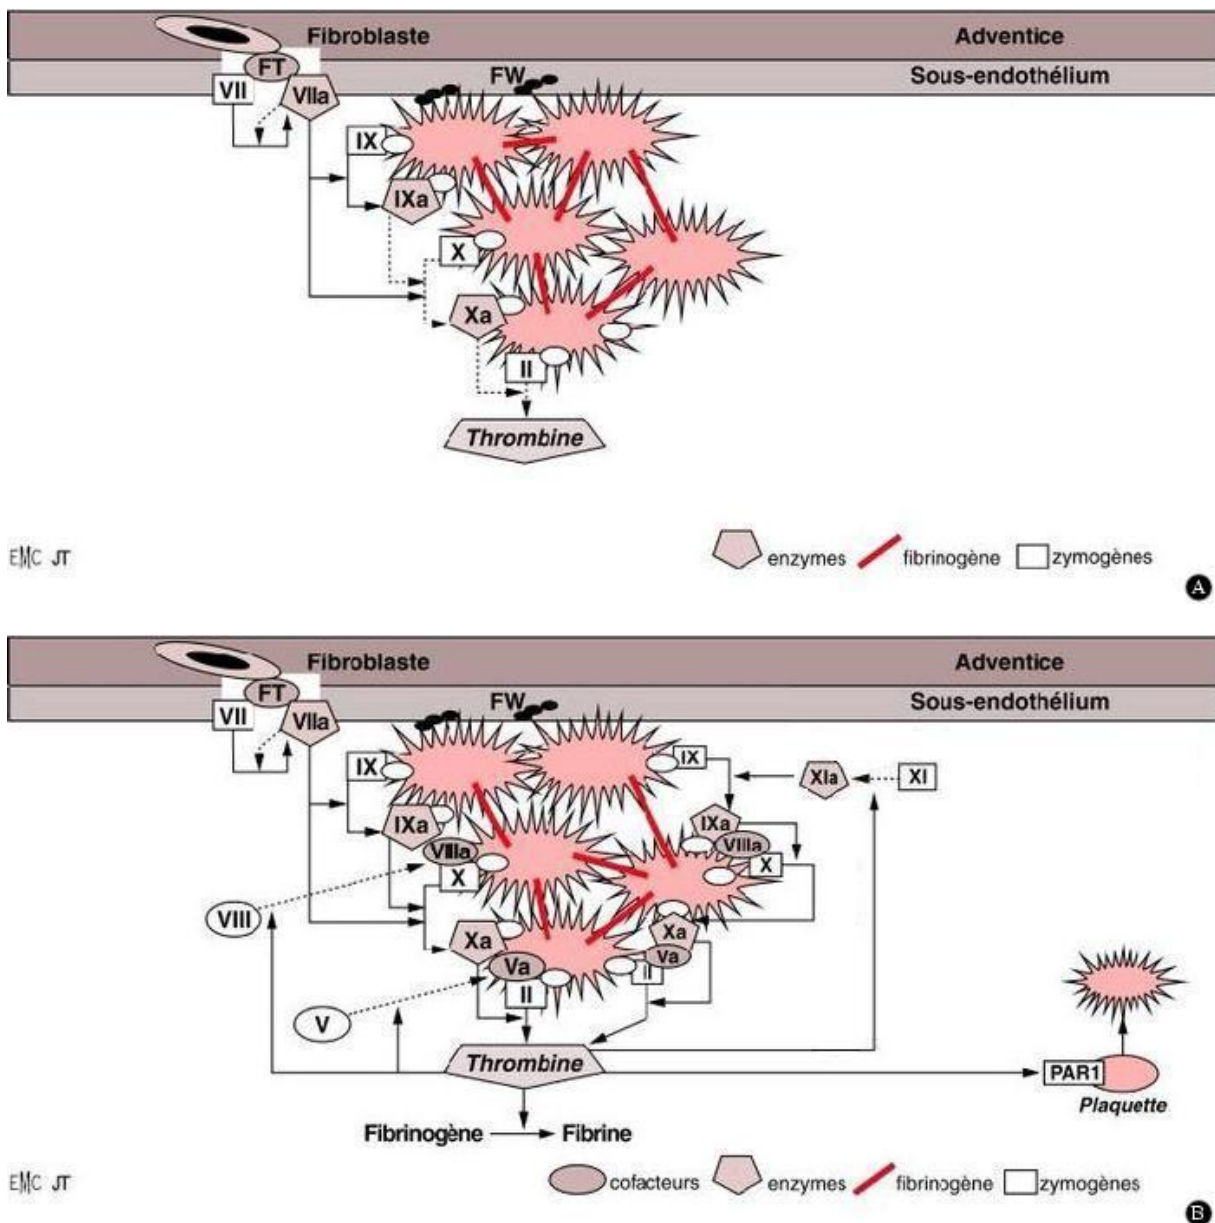 Fibroblaste Adventice
FT FW Sous-endothélium
VII VIIa
IX
IXa
X
Xa
II
Thrombine
EMC JT enzymes fibrinogène zymogènes
A
Fibroblaste Adventice
FT FW Sous-endothélium
VII VIIa
IX IX XIa XI
IXa IXa
VIIIa VIIIa
X X
VIII
Xa Xa
Va Va
II II
V
Thrombine
PAR1
Plaquette
Fibrinogène Fibrine
EMC JT cofacteurs enzymes fibrinogène zymogènes
B